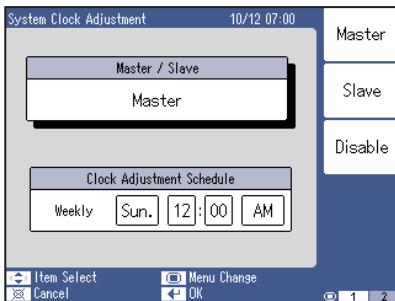 System Clock Adjustment 10/12 07:00
Master
Master / Slave
Master
Slave
Disable
Clock Adjustment Schedule
Weekly Sun. 12 : 00 AM
Item Select Menu Change
Cancel OK
1 2